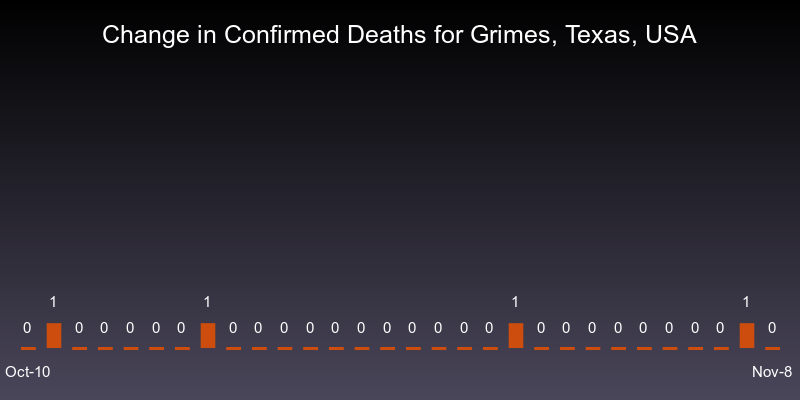 Change in Confirmed Deaths for Grimes, Texas, USA
1 1 1 1
0 0 0 0 0 0 0 0 0 0 0 0 0 0 0 0 0 0 0 0 0 0 0 0 0 0
Oct-10 Nov-8